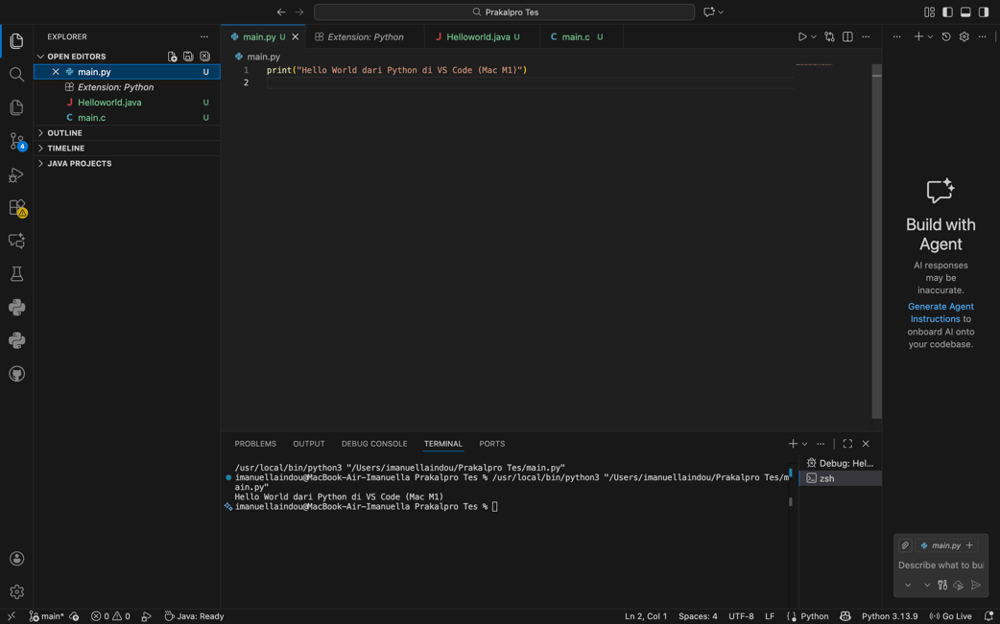 Prakalpro Tes
EXPLORER
OPEN EDITORS
main.py U
Extension: Python
J Helloworld.java U
C main.c U
OUTLINE
TIMELINE
JAVA PROJECTS
4
main.py U
Extension: Python
J Helloworld.java U
C main.c U
main.py
1 print("Hello World dari Python di VS Code (Mac M1)")
2
PROBLEMS OUTPUT DEBUG CONSOLE TERMINAL PORTS
/usr/local/bin/python3 "/Users/imanuellaindou/Prakalpro Tes/main.py"
imanuellaindou@MacBook-Air-Imanuella Prakalpro Tes % /usr/local/bin/python3 "/Users/imanuellaindou/Prakalpro Tes/m
ain.py"
Hello World dari Python di VS Code (Mac M1)
imanuellaindou@MacBook-Air-Imanuella Prakalpro Tes %
Debug: Hel...
zsh
Build with
Agent
AI responses
may be
inaccurate.
Generate Agent
Instructions to
onboard AI onto
your codebase.
main.py
Describe what to bui
main* 0 0 Java: Ready Ln 2, Col 1 Spaces: 4 UTF-8 LF Python Python 3.13.9 Go Live